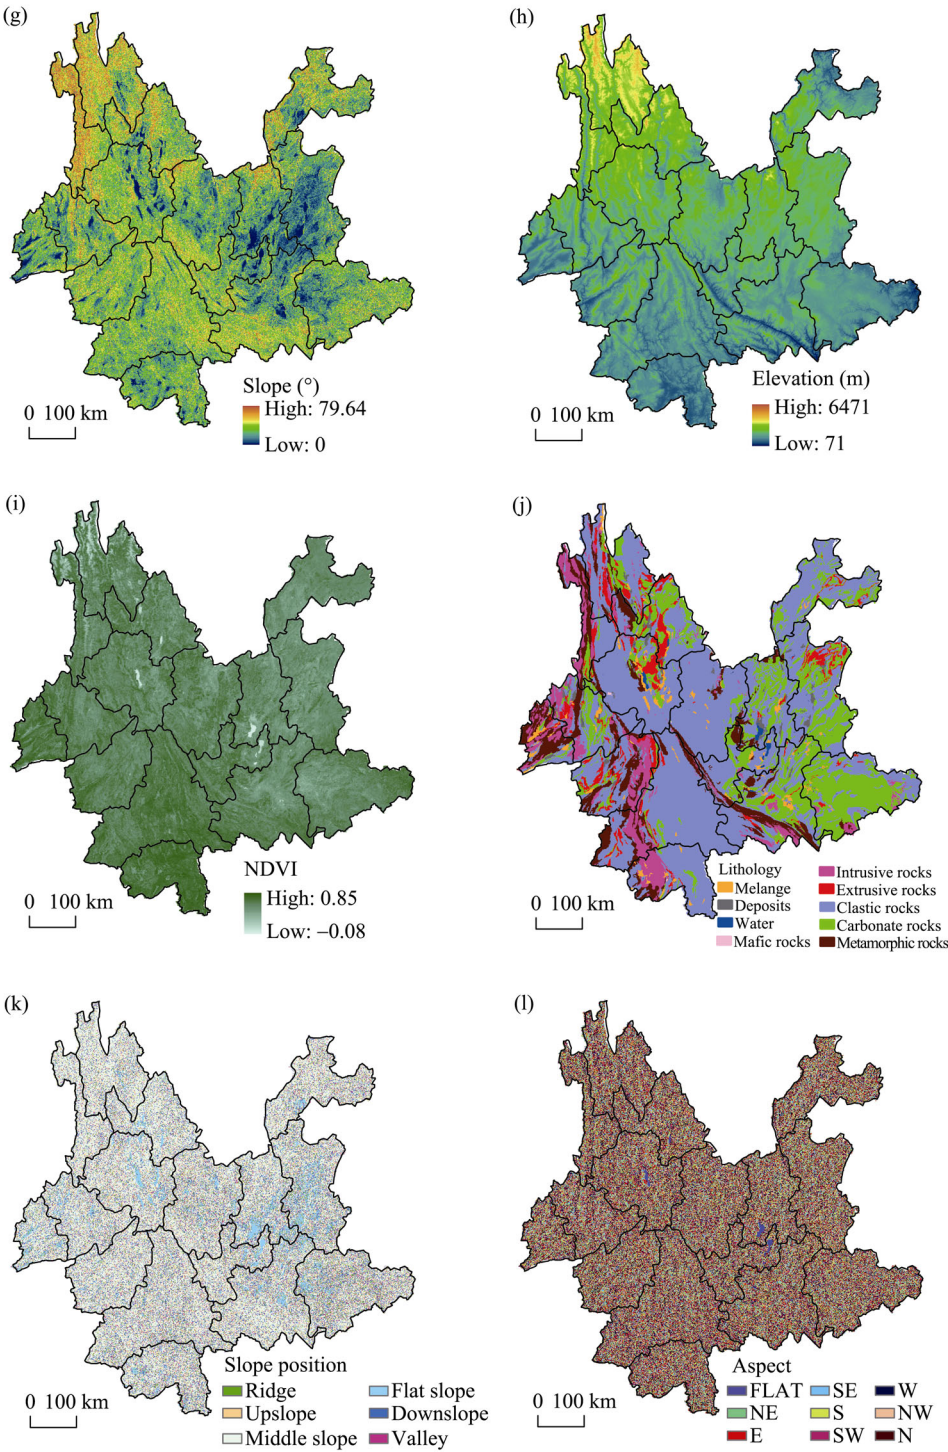 (g)
(h)
Slope (°)
High: 79.64
Low: 0
0 100 km
Elevation (m)
High: 6471
Low: 71
0 100 km
(i)
(j)
NDVI
High: 0.85
Low: −0.08
0 100 km
Lithology
Melange
Deposits
Water
Mafic rocks
Intrusive rocks
Extrusive rocks
Clastic rocks
Carbonate rocks
Metamorphic rocks
0 100 km
(k)
(l)
Slope position
Ridge
Upslope
Middle slope
Flat slope
Downslope
Valley
0 100 km
Aspect
FLAT SE W
NE S NW
E SW N
0 100 km